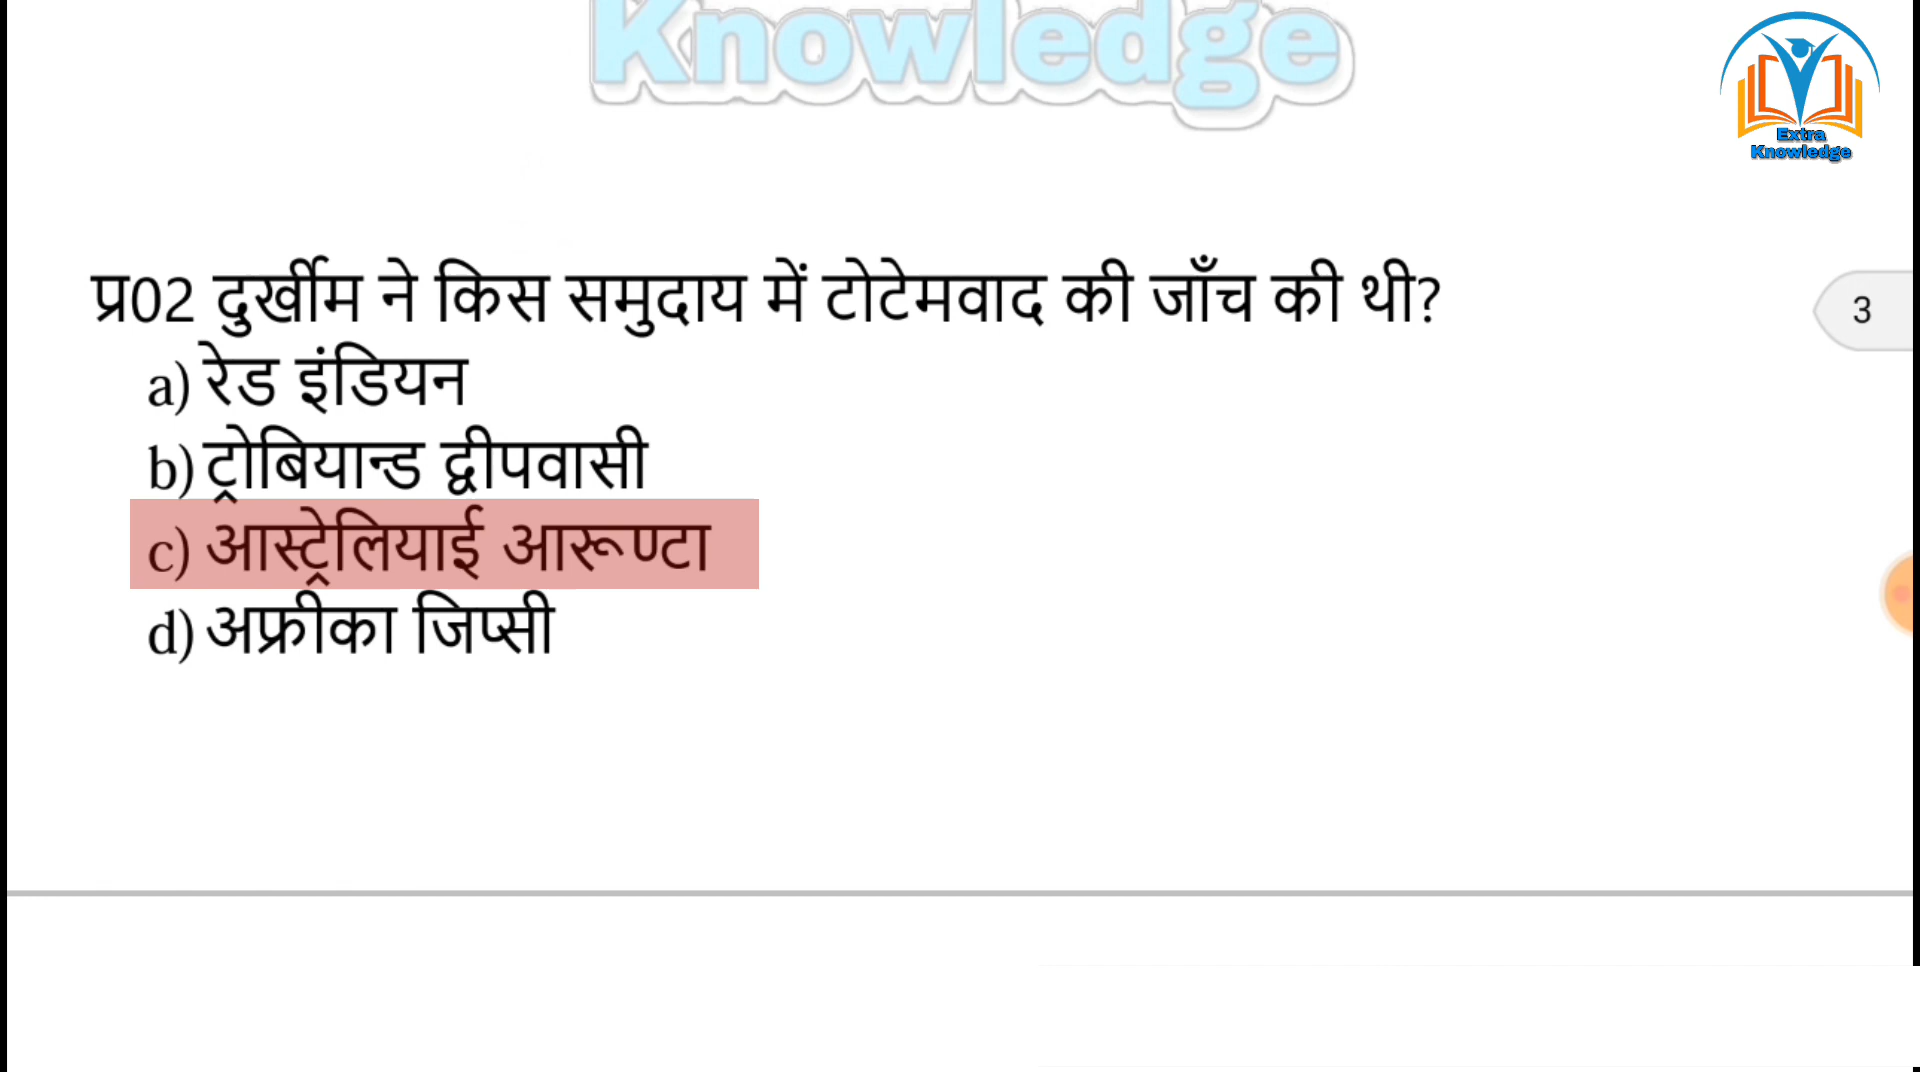 Knowledge
Extra
Knowledge
प्र02 दुर्खीम ने किस समुदाय में टोटेमवाद की जाँच की थी?
3
a) रेड इंडियन
b) ट्रोबियान्ड द्वीपवासी
c) आस्ट्रेलियाई आरूण्टा
d) अफ्रीका जिप्सी